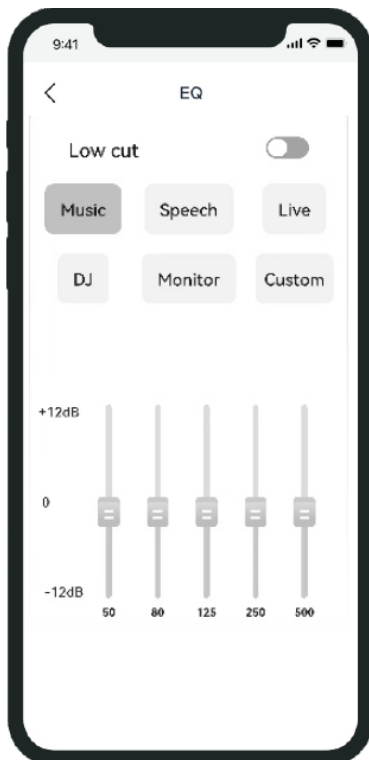 9:41
EQ
Low cut
Music Speech Live
DJ Monitor Custom
+12dB
0
-12dB
50 80 125 250 500